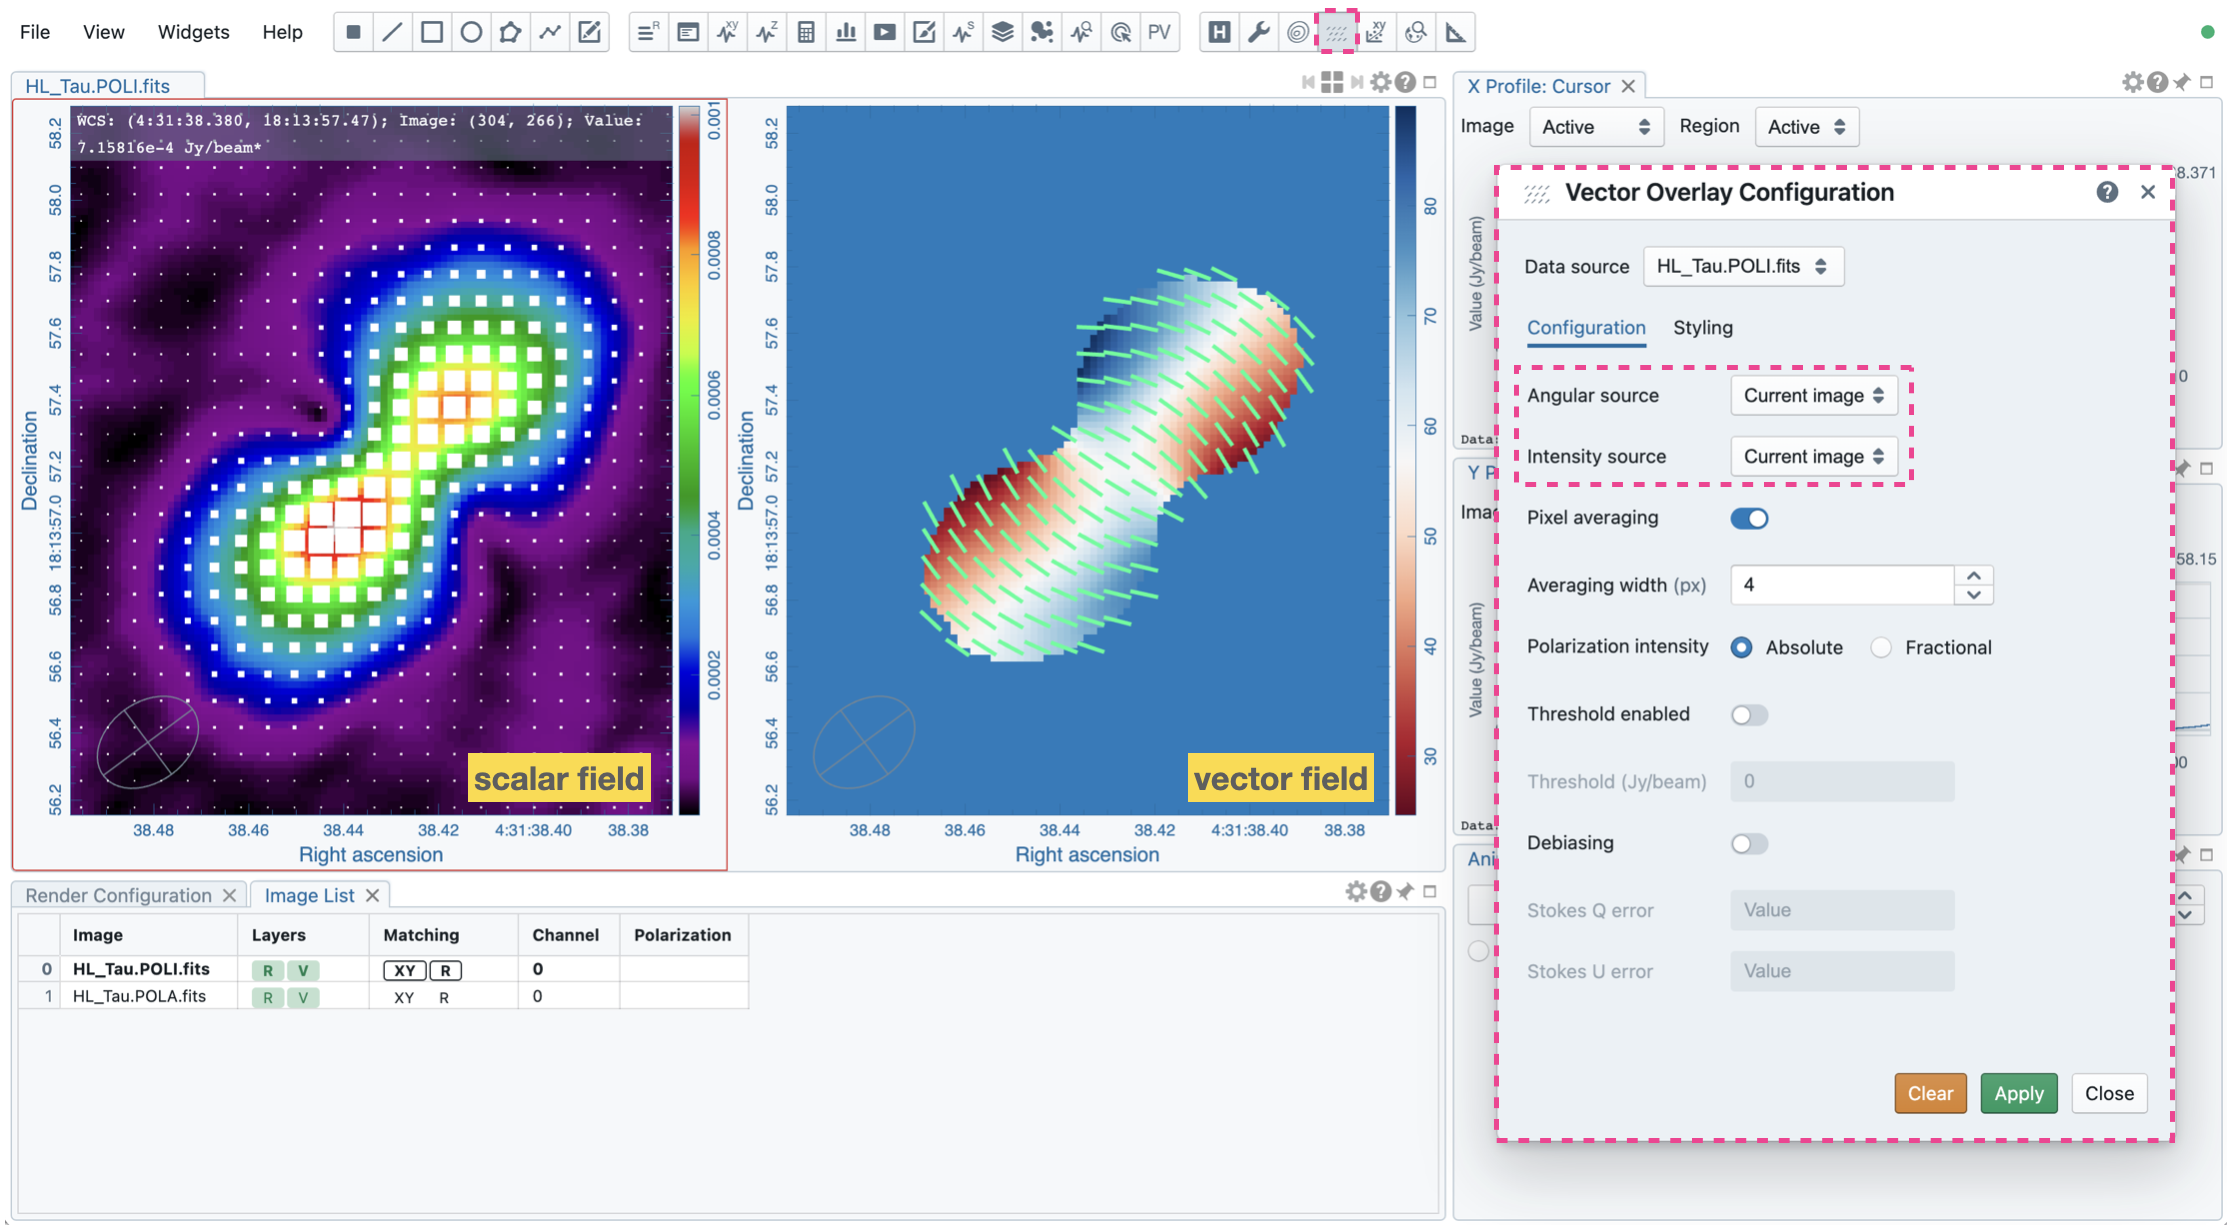 File View Widgets Help
R XY Z S PV H XY
HL_Tau.POLI.fits
WCS: (4:31:38.380, 18:13:57.47); Image: (304, 266); Value:
7.15816e-4 Jy/beam*
Declination
58.2
58.0
57.8
57.6
57.4
57.2
18:13:57.0
56.8
56.6
56.4
56.2
38.48 38.46 38.44 38.42 4:31:38.40 38.38
Right ascension
0.001
0.0008
0.0006
0.0004
0.0002
scalar field
Declination
58.2
58.0
57.8
57.6
57.4
57.2
18:13:57.0
56.8
56.6
56.4
56.2
38.48 38.46 38.44 38.42 4:31:38.40 38.38
Right ascension
80
70
60
50
40
30
vector field
Render Configuration Image List
Image Layers Matching Channel Polarization
0 HL_Tau.POLI.fits R V XY R 0
1 HL_Tau.POLA.fits R V XY R 0
X Profile: Cursor
Image Active Region Active
8.371
Value (Jy/beam)
0
Data:
Y P
Imag
58.15
Value (Jy/beam)
Data:
Ani
Vector Overlay Configuration
Data source HL_Tau.POLI.fits
Configuration Styling
Angular source Current image
Intensity source Current image
Pixel averaging
Averaging width (px) 4
Polarization intensity Absolute Fractional
Threshold enabled
Threshold (Jy/beam) 0
Debiasing
Stokes Q error Value
Stokes U error Value
Clear Apply Close